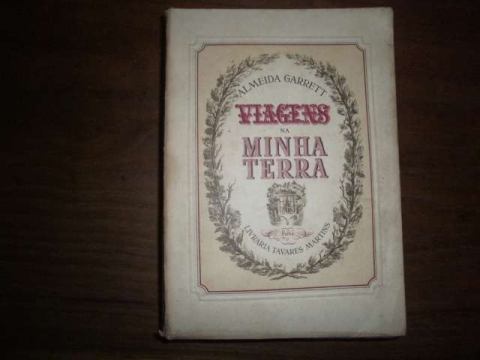 ALMEIDA GARRETT
VIAGENS
NA
MINHA
TERRA
LIVRARIA TAVARES MARTINS